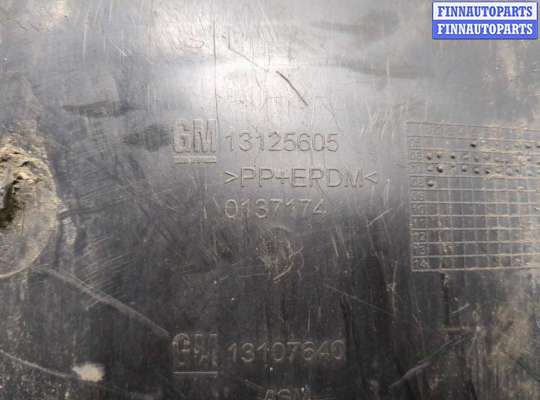 FINNAUTOPARTS
FINNAUTOPARTS
GM 13125605
>PP+EPDM<
0137174
GM 13107640